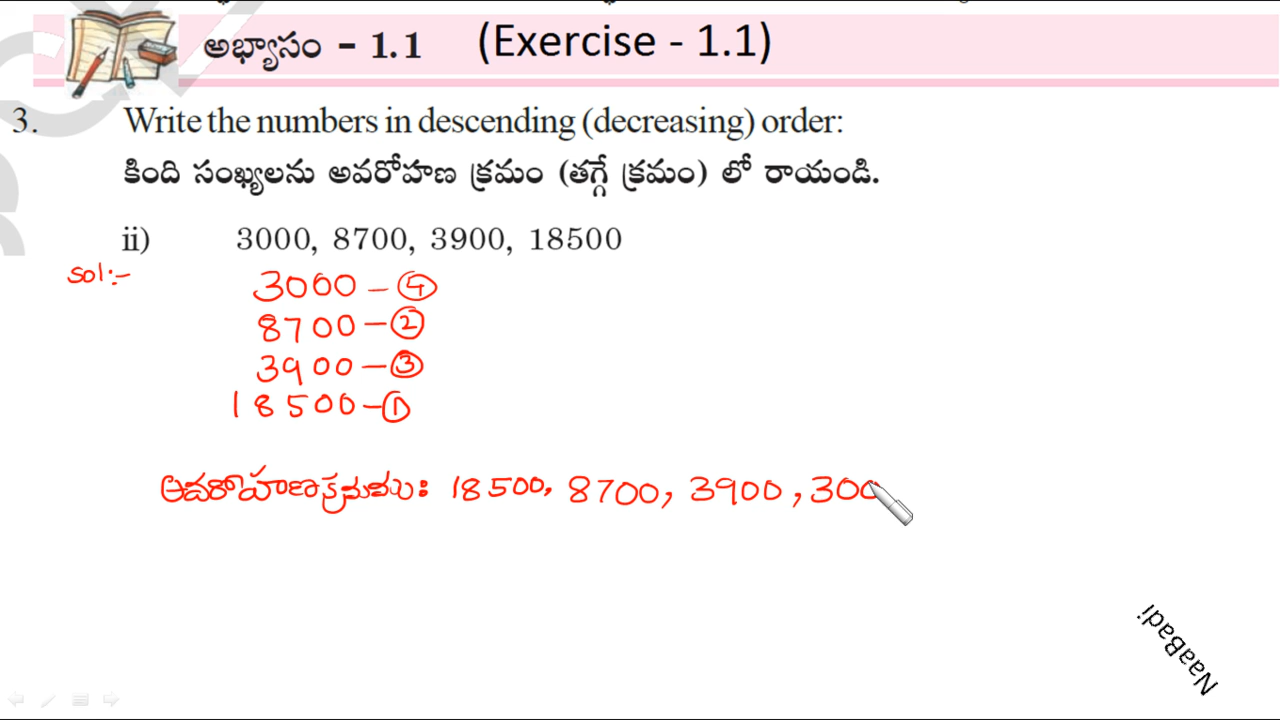 అభ్యాసం - 1.1 (Exercise - 1.1)
3. Write the numbers in descending (decreasing) order:
కింది సంఖ్యలను అవరోహణ క్రమం (తగ్గే క్రమం) లో రాయండి.
ii) 3000, 8700, 3900, 18500
sol:-
3000 - ④
8700 - ②
3900 - ③
18500 - ①
అవరోహణక్రమము: 18500, 8700, 3900, 300
NaaBadi